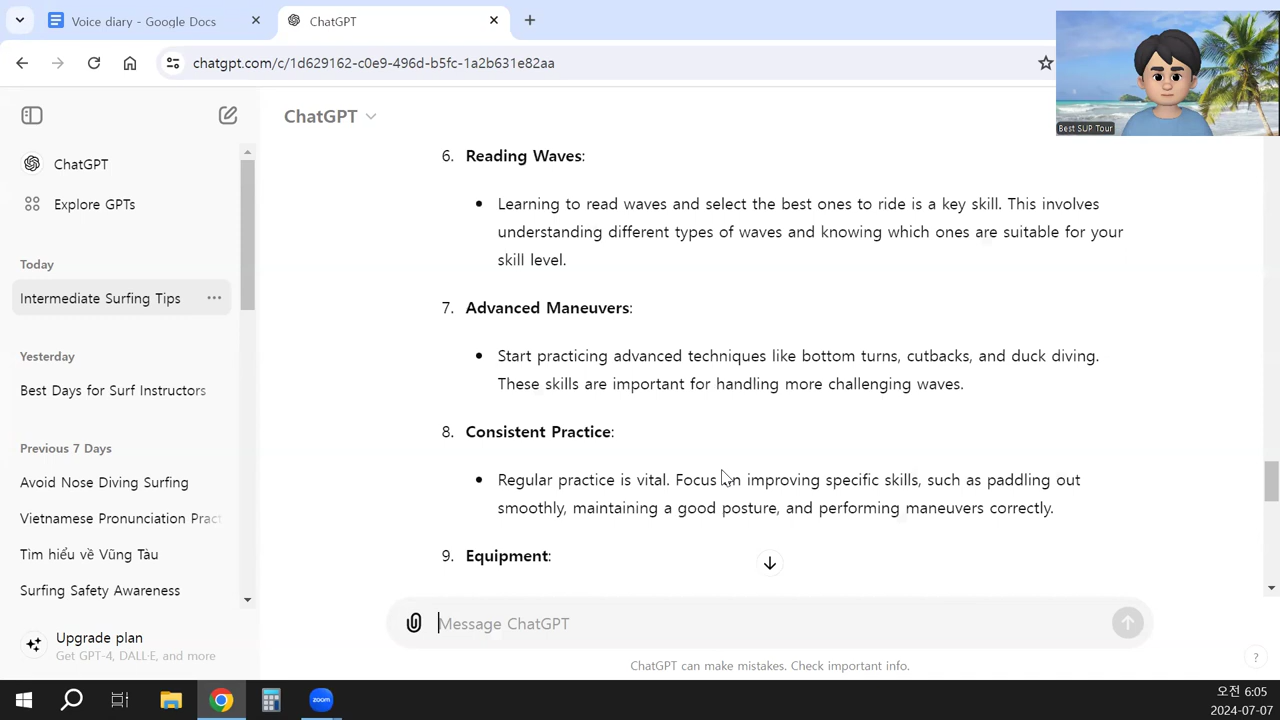 Voice diary - Google Docs
ChatGPT
chatgpt.com/c/1d629162-c0e9-496d-b5fc-1a2b631e82aa
Best SUP Tour
ChatGPT
ChatGPT
Explore GPTs
Today
Intermediate Surfing Tips
Yesterday
Best Days for Surf Instructors
Previous 7 Days
Avoid Nose Diving Surfing
Vietnamese Pronunciation Pract
Tìm hiểu về Vũng Tàu
Surfing Safety Awareness
Upgrade plan
Get GPT-4, DALL·E, and more
6. Reading Waves:
• Learning to read waves and select the best ones to ride is a key skill. This involves
understanding different types of waves and knowing which ones are suitable for your
skill level.
7. Advanced Maneuvers:
• Start practicing advanced techniques like bottom turns, cutbacks, and duck diving.
These skills are important for handling more challenging waves.
8. Consistent Practice:
• Regular practice is vital. Focus on improving specific skills, such as paddling out
smoothly, maintaining a good posture, and performing maneuvers correctly.
9. Equipment:
Message ChatGPT
ChatGPT can make mistakes. Check important info.
?
zoom
오전 6:05
2024-07-07